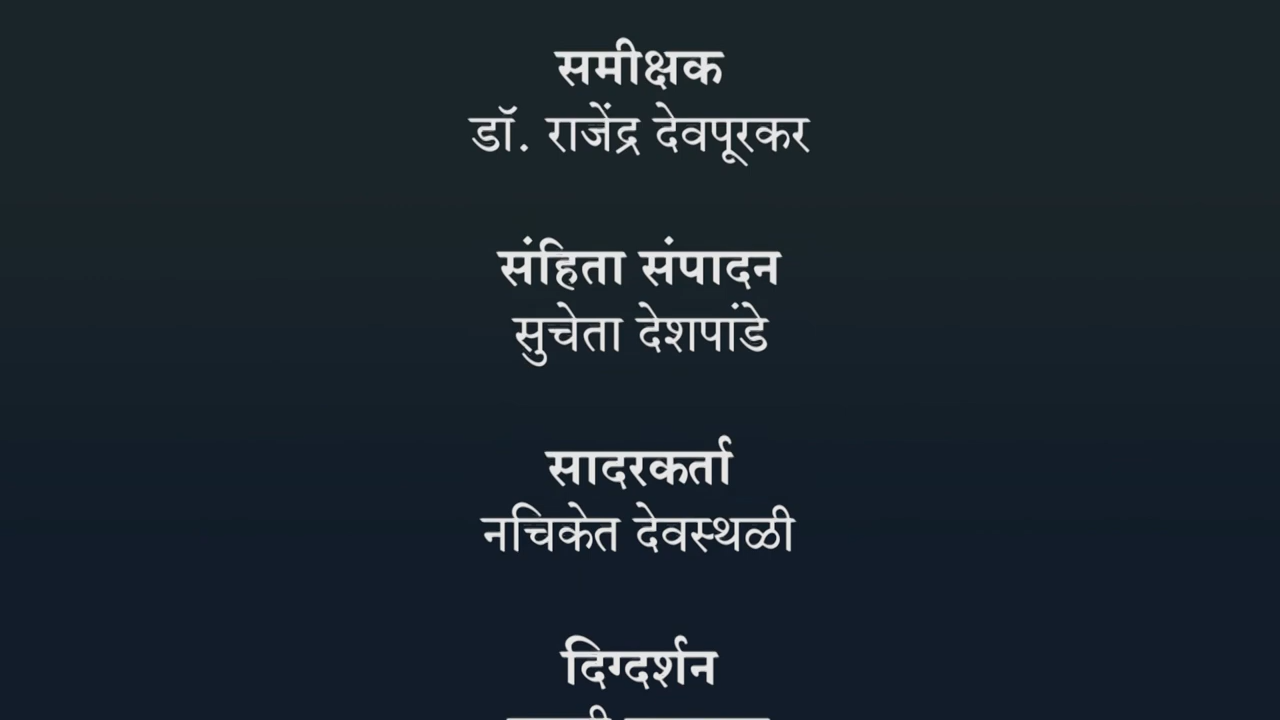 समीक्षक
डॉ. राजेंद्र देवपूरकर
संहिता संपादन
सुचेता देशपांडे
सादरकर्ता
नचिकेत देवस्थळी
दिग्दर्शन